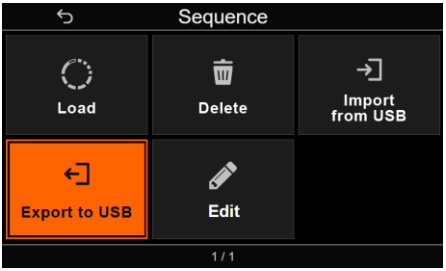 Sequence
Load
Delete
Import
from USB
Export to USB
Edit
1/1